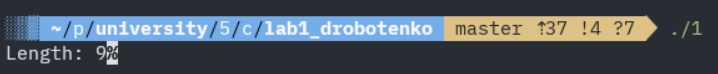 ~/p/university/5/c/lab1_drobotenko master ⇡37 !4 ?7 ./1
Length: 9%